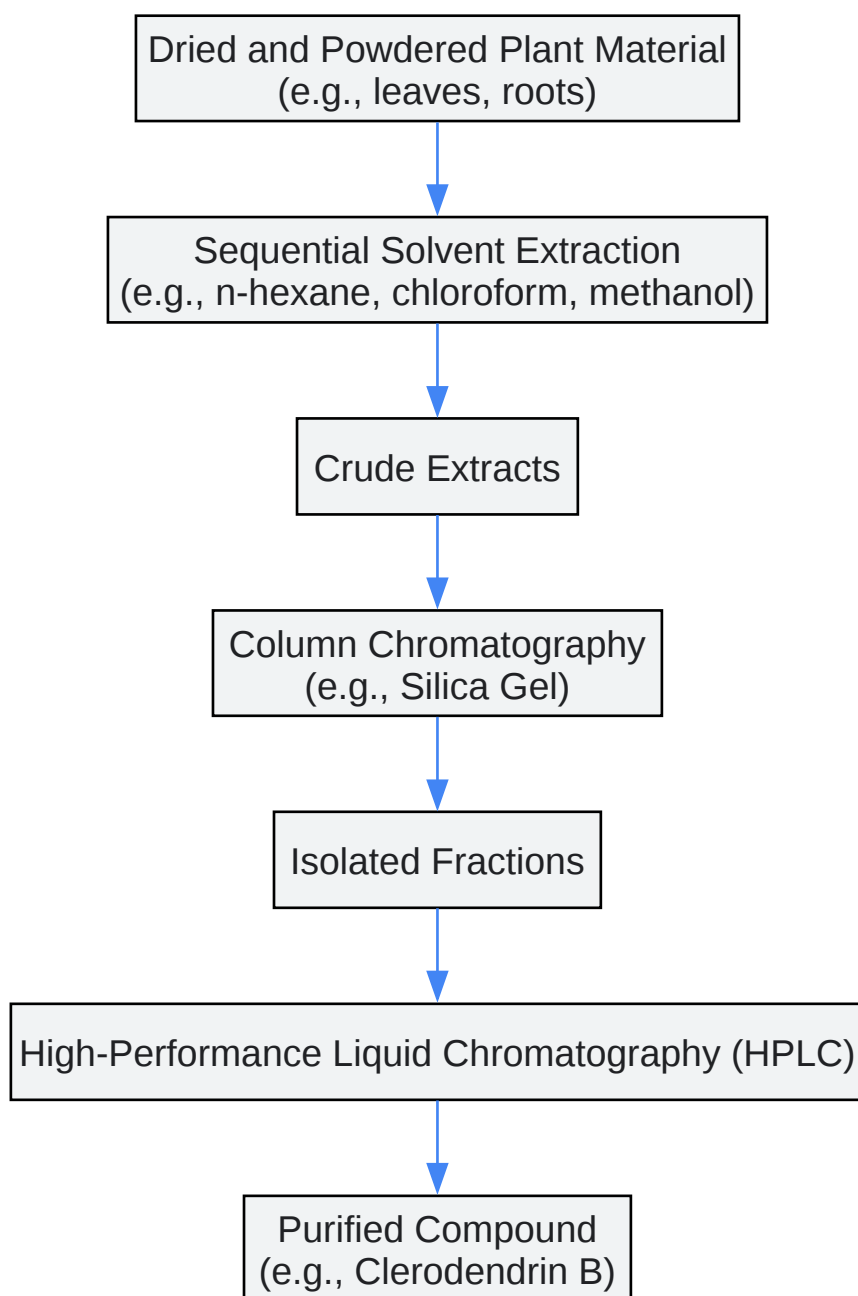 Dried and Powdered Plant Material
(e.g., leaves, roots)
Sequential Solvent Extraction
(e.g., n-hexane, chloroform, methanol)
Crude Extracts
Column Chromatography
(e.g., Silica Gel)
Isolated Fractions
High-Performance Liquid Chromatography (HPLC)
Purified Compound
(e.g., Clerodendrin B)